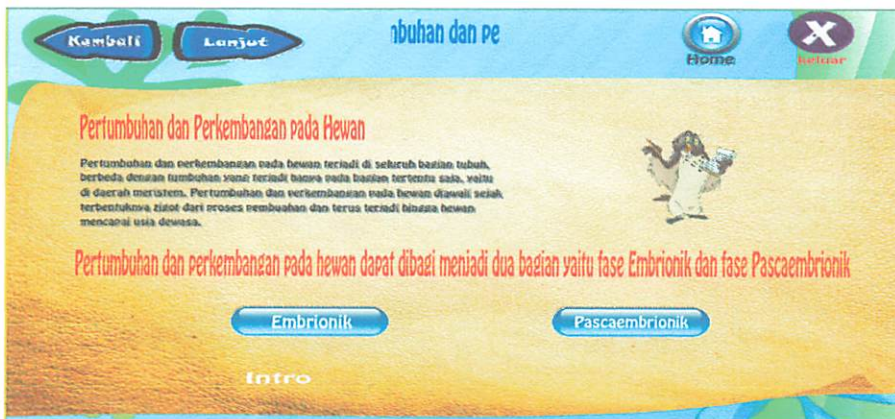 Kembali
Lanjut
nbuhan dan pe
Home
Keluar
Pertumbuhan dan Perkembangan pada Hewan
Pertumbuhan dan perkembangan pada hewan terjadi di seluruh bagian tubuh,
berbeda dengan tumbuhan yang terjadi hanya pada bagian tertentu saja, yaitu
di daerah meristem. Pertumbuhan dan perkembangan pada hewan diawali sejak
terbentuknya zigot dari proses pembuahan dan terus terjadi hingga hewan
mencapai usia dewasa.
Pertumbuhan dan perkembangan pada hewan dapat dibagi menjadi dua bagian yaitu fase Embrionik dan fase Pascaembrionik
Embrionik
Pascaembrionik
Intro